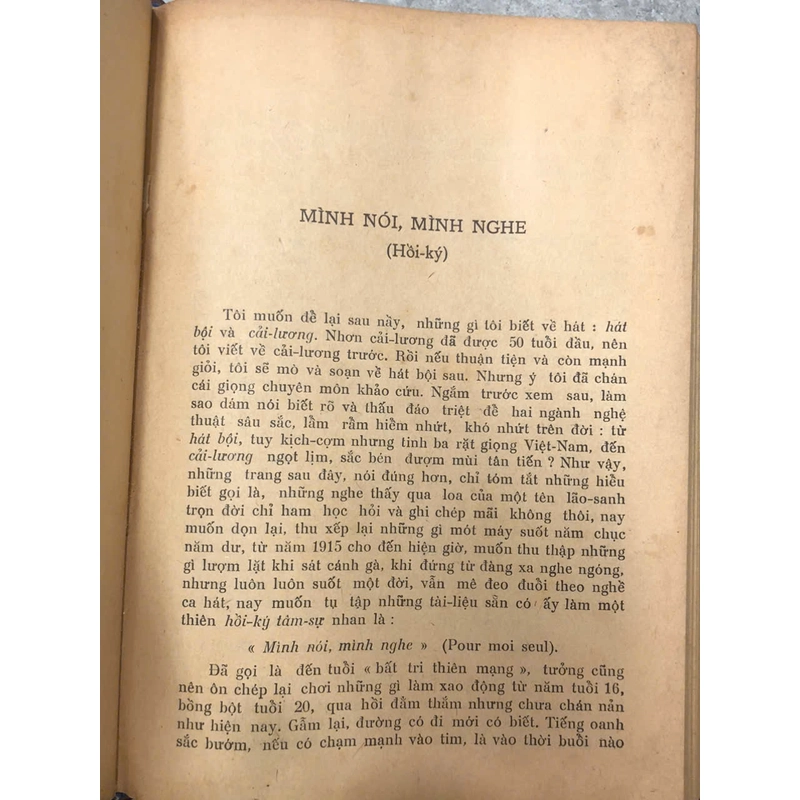 MÌNH NÓI, MÌNH NGHE
(Hồi-ký)
Tôi muốn để lại sau nầy, những gì tôi biết về hát : hát
bội và cải-lương. Nhơn cải-lương đã được 50 tuổi đầu, nên
tôi viết về cải-lương trước. Rồi nếu thuận tiện và còn mạnh
giỏi, tôi sẽ mò và soạn về hát bội sau. Nhưng ý tôi đã chán
cái giọng chuyên môn khảo cứu. Ngắm trước xem sau, làm
sao dám nói biết rõ và thấu đáo triệt để hai ngành nghệ
thuật sâu sắc, lầm rầm hiểm nhứt, khó nhứt trên đời : từ
hát bội, tuy kịch-cợm nhưng tinh ba rặt giọng Việt-Nam, đến
cải-lương ngọt lịm, sắc bén đượm mùi tân tiến ? Như vậy,
những trang sau đây, nói đúng hơn, chỉ tóm tắt những hiểu
biết gọi là, những nghe thấy qua loa của một tên lão-sanh
trọn đời chỉ ham học hỏi và ghi chép mãi không thôi, nay
muốn dọn lại, thu xếp lại những gì mót máy suốt năm chục
năm dư, từ năm 1915 cho đến hiện giờ, muốn thu thập những
gì lượm lặt khi sát cánh gà, khi đứng từ đàng xa nghe ngóng,
nhưng luôn luôn suốt một đời, vẫn mê đeo đuổi theo nghề
ca hát, nay muốn tụ tập những tài-liệu sẵn có ấy làm một
thiên hồi-ký tâm-sự nhan là :
« Mình nói, mình nghe » (Pour moi seul).
Đã gọi là đến tuổi « bất tri thiên mạng », tưởng cũng
nên ôn chép lại chơi những gì làm xao động từ năm tuổi 16,
bồng bột tuổi 20, qua hồi đằm thắm nhưng chưa chán nản
như hiện nay. Gẫm lại, đường có đi mới có biết. Tiếng oanh
sắc bướm, nếu có chạm mạnh vào tim, là vào thời buổi nào